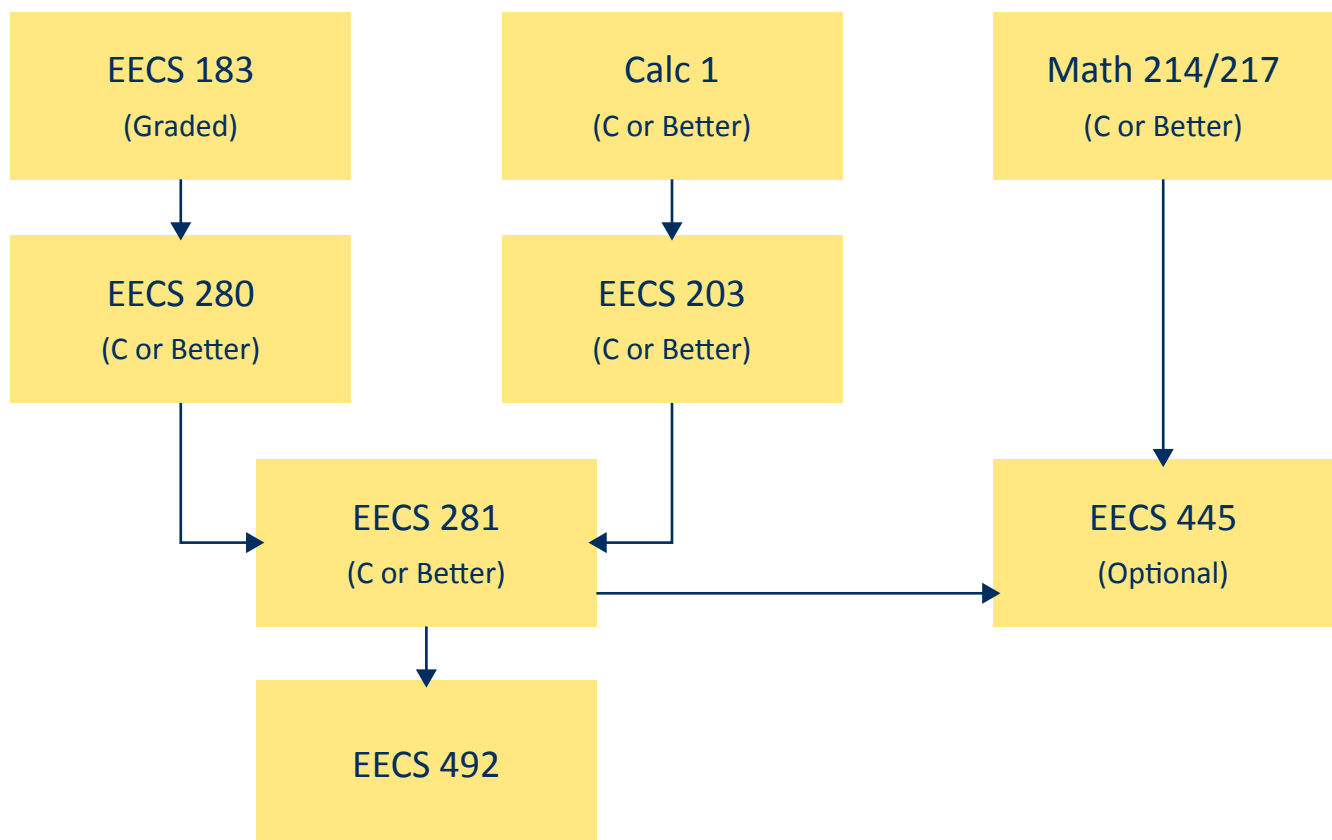 EECS 183
(Graded)
Calc 1
(C or Better)
Math 214/217
(C or Better)
EECS 280
(C or Better)
EECS 203
(C or Better)
EECS 281
(C or Better)
EECS 445
(Optional)
EECS 492